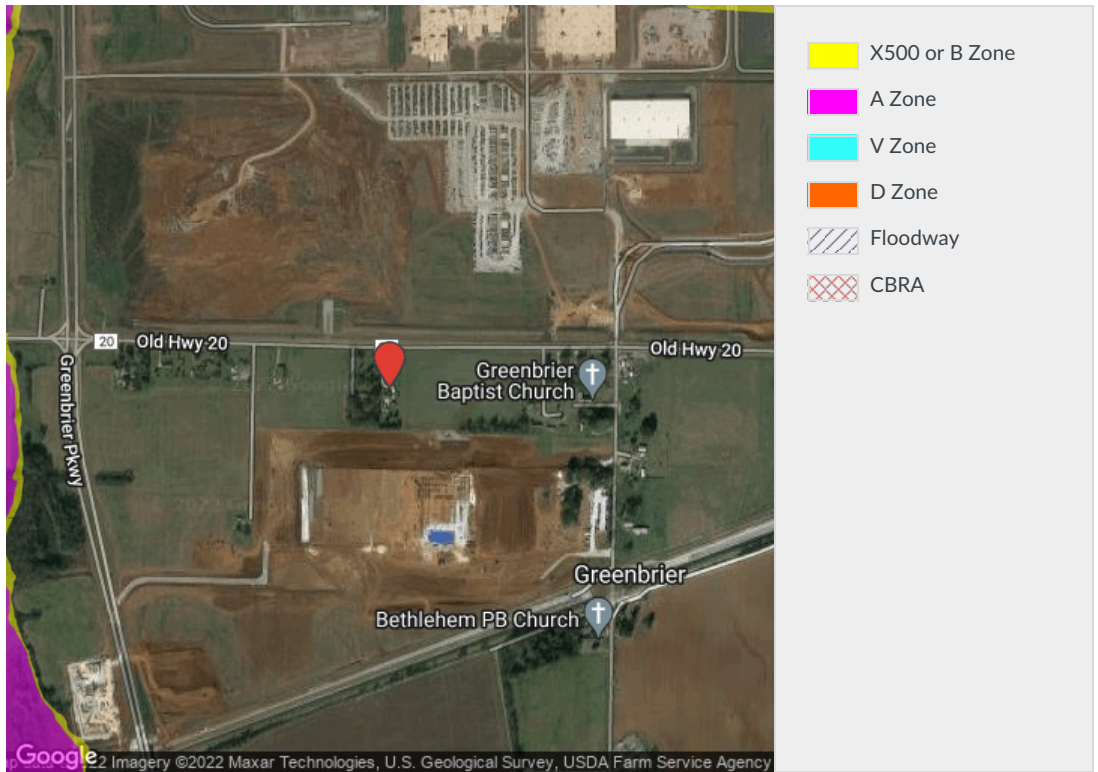 X500 or B Zone
A Zone
V Zone
D Zone
Floodway
CBRA
20
Old Hwy 20
Old Hwy 20
Greenbrier
Baptist Church
Greenbrier Pkwy
Greenbrier
Bethlehem PB Church
Google
Imagery ©2022 Maxar Technologies, U.S. Geological Survey, USDA Farm Service Agency